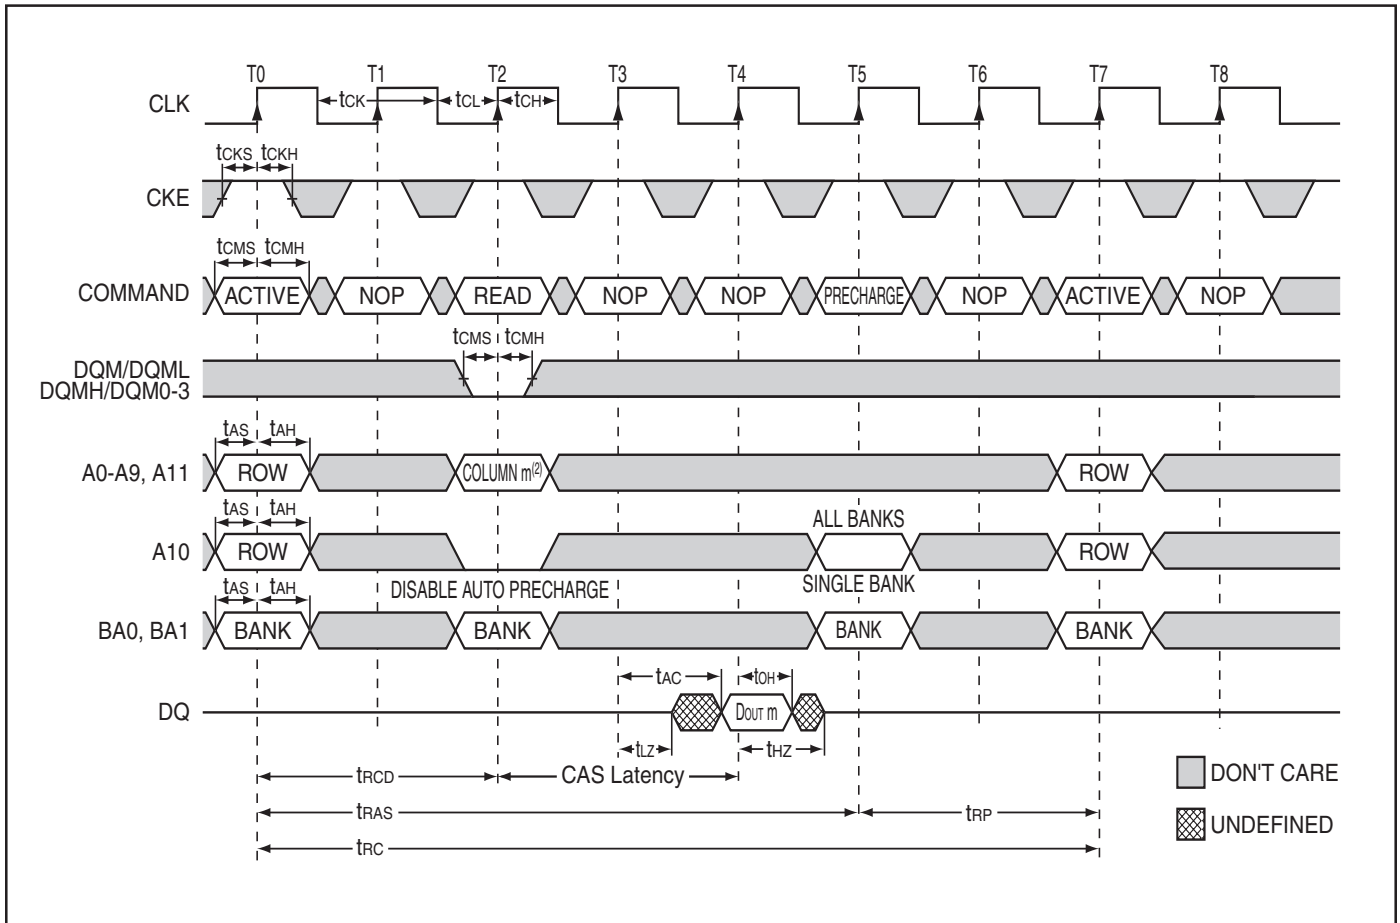 T0 T1 T2 T3 T4 T5 T6 T7 T8
CLK tCK tCL tCH
tCKS tCKH
CKE
tCMS tCMH
COMMAND ACTIVE NOP READ NOP NOP PRECHARGE NOP ACTIVE NOP
tCMS tCMH
DQM/DQML
DQMH/DQM0-3
tAS tAH
A0-A9, A11 ROW COLUMN m(2) ROW
tAS tAH ALL BANKS
A10 ROW ROW
tAS tAH DISABLE AUTO PRECHARGE SINGLE BANK
BA0, BA1 BANK BANK BANK BANK
tAC tOH
DQ DOUT m
tLZ tHZ
tRCD CAS Latency DON'T CARE
tRAS tRP UNDEFINED
tRC